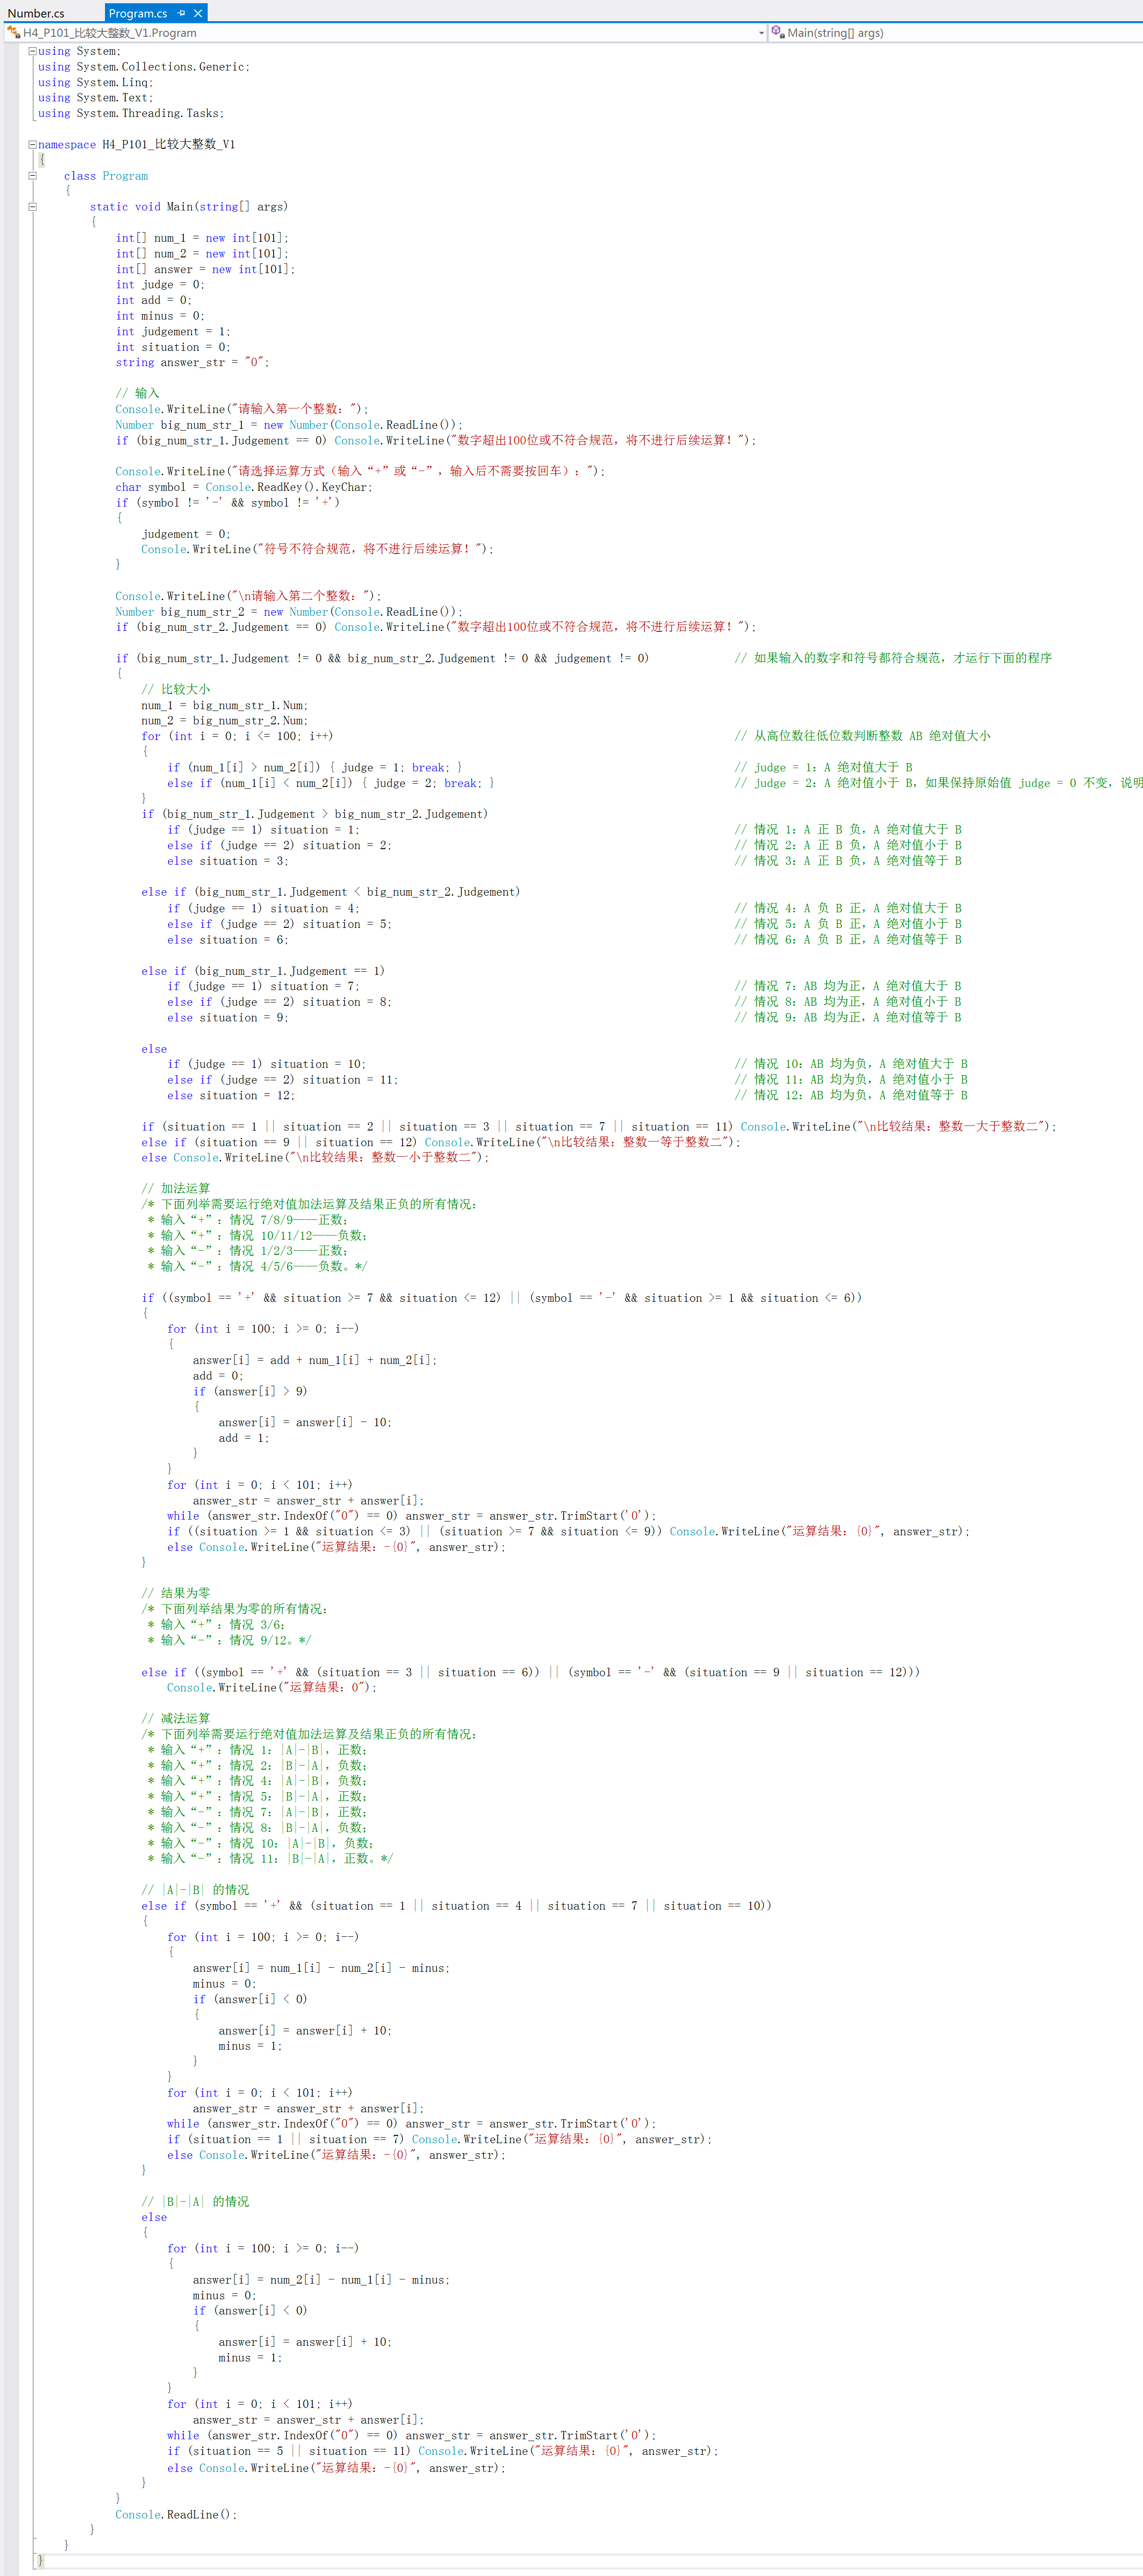 Number.cs
Program.cs
H4_P101_比较大整数_V1.Program
Main(string[] args)
using System;
using System.Collections.Generic;
using System.Linq;
using System.Text;
using System.Threading.Tasks;
namespace H4_P101_比较大整数_V1
{
class Program
{
static void Main(string[] args)
{
int[] num_1 = new int[101];
int[] num_2 = new int[101];
int[] answer = new int[101];
int judge = 0;
int add = 0;
int minus = 0;
int judgement = 1;
int situation = 0;
string answer_str = "0";
// 输入
Console.WriteLine("请输入第一个整数：");
Number big_num_str_1 = new Number(Console.ReadLine());
if (big_num_str_1.Judgement == 0) Console.WriteLine("数字超出100位或不符合规范，将不进行后续运算！");
Console.WriteLine("请选择运算方式（输入“+”或“-”，输入后不需要按回车）：");
char symbol = Console.ReadKey().KeyChar;
if (symbol != '-' && symbol != '+')
{
judgement = 0;
Console.WriteLine("符号不符合规范，将不进行后续运算！");
}
Console.WriteLine("\n请输入第二个整数：");
Number big_num_str_2 = new Number(Console.ReadLine());
if (big_num_str_2.Judgement == 0) Console.WriteLine("数字超出100位或不符合规范，将不进行后续运算！");
if (big_num_str_1.Judgement != 0 && big_num_str_2.Judgement != 0 && judgement != 0) // 如果输入的数字和符号都符合规范，才运行下面的程序
{
// 比较大小
num_1 = big_num_str_1.Num;
num_2 = big_num_str_2.Num;
for (int i = 0; i <= 100; i++) // 从高位数往低位数判断整数 AB 绝对值大小
{
if (num_1[i] > num_2[i]) { judge = 1; break; } // judge = 1：A 绝对值大于 B
else if (num_1[i] < num_2[i]) { judge = 2; break; } // judge = 2：A 绝对值小于 B，如果保持原始值 judge = 0 不变，说明
}
if (big_num_str_1.Judgement > big_num_str_2.Judgement)
if (judge == 1) situation = 1; // 情况 1：A 正 B 负，A 绝对值大于 B
else if (judge == 2) situation = 2; // 情况 2：A 正 B 负，A 绝对值小于 B
else situation = 3; // 情况 3：A 正 B 负，A 绝对值等于 B
else if (big_num_str_1.Judgement < big_num_str_2.Judgement)
if (judge == 1) situation = 4; // 情况 4：A 负 B 正，A 绝对值大于 B
else if (judge == 2) situation = 5; // 情况 5：A 负 B 正，A 绝对值小于 B
else situation = 6; // 情况 6：A 负 B 正，A 绝对值等于 B
else if (big_num_str_1.Judgement == 1)
if (judge == 1) situation = 7; // 情况 7：AB 均为正，A 绝对值大于 B
else if (judge == 2) situation = 8; // 情况 8：AB 均为正，A 绝对值小于 B
else situation = 9; // 情况 9：AB 均为正，A 绝对值等于 B
else
if (judge == 1) situation = 10; // 情况 10：AB 均为负，A 绝对值大于 B
else if (judge == 2) situation = 11; // 情况 11：AB 均为负，A 绝对值小于 B
else situation = 12; // 情况 12：AB 均为负，A 绝对值等于 B
if (situation == 1 || situation == 2 || situation == 3 || situation == 7 || situation == 11) Console.WriteLine("\n比较结果：整数一大于整数二");
else if (situation == 9 || situation == 12) Console.WriteLine("\n比较结果：整数一等于整数二");
else Console.WriteLine("\n比较结果：整数一小于整数二");
// 加法运算
/* 下面列举需要运行绝对值加法运算及结果正负的所有情况：
* 输入“+”：情况 7/8/9——正数；
* 输入“+”：情况 10/11/12——负数；
* 输入“-”：情况 1/2/3——正数；
* 输入“-”：情况 4/5/6——负数。*/
if ((symbol == '+' && situation >= 7 && situation <= 12) || (symbol == '-' && situation >= 1 && situation <= 6))
{
for (int i = 100; i >= 0; i--)
{
answer[i] = add + num_1[i] + num_2[i];
add = 0;
if (answer[i] > 9)
{
answer[i] = answer[i] - 10;
add = 1;
}
}
for (int i = 0; i < 101; i++)
answer_str = answer_str + answer[i];
while (answer_str.IndexOf("0") == 0) answer_str = answer_str.TrimStart('0');
if ((situation >= 1 && situation <= 3) || (situation >= 7 && situation <= 9)) Console.WriteLine("运算结果：{0}", answer_str);
else Console.WriteLine("运算结果：-{0}", answer_str);
}
// 结果为零
/* 下面列举结果为零的所有情况：
* 输入“+”：情况 3/6；
* 输入“-”：情况 9/12。*/
else if ((symbol == '+' && (situation == 3 || situation == 6)) || (symbol == '-' && (situation == 9 || situation == 12)))
Console.WriteLine("运算结果：0");
// 减法运算
/* 下面列举需要运行绝对值加法运算及结果正负的所有情况：
* 输入“+”：情况 1：|A|-|B|，正数；
* 输入“+”：情况 2：|B|-|A|，负数；
* 输入“+”：情况 4：|A|-|B|，负数；
* 输入“+”：情况 5：|B|-|A|，正数；
* 输入“-”：情况 7：|A|-|B|，正数；
* 输入“-”：情况 8：|B|-|A|，负数；
* 输入“-”：情况 10：|A|-|B|，负数；
* 输入“-”：情况 11：|B|-|A|，正数。*/
// |A|-|B| 的情况
else if (symbol == '+' && (situation == 1 || situation == 4 || situation == 7 || situation == 10))
{
for (int i = 100; i >= 0; i--)
{
answer[i] = num_1[i] - num_2[i] - minus;
minus = 0;
if (answer[i] < 0)
{
answer[i] = answer[i] + 10;
minus = 1;
}
}
for (int i = 0; i < 101; i++)
answer_str = answer_str + answer[i];
while (answer_str.IndexOf("0") == 0) answer_str = answer_str.TrimStart('0');
if (situation == 1 || situation == 7) Console.WriteLine("运算结果：{0}", answer_str);
else Console.WriteLine("运算结果：-{0}", answer_str);
}
// |B|-|A| 的情况
else
{
for (int i = 100; i >= 0; i--)
{
answer[i] = num_2[i] - num_1[i] - minus;
minus = 0;
if (answer[i] < 0)
{
answer[i] = answer[i] + 10;
minus = 1;
}
}
for (int i = 0; i < 101; i++)
answer_str = answer_str + answer[i];
while (answer_str.IndexOf("0") == 0) answer_str = answer_str.TrimStart('0');
if (situation == 5 || situation == 11) Console.WriteLine("运算结果：{0}", answer_str);
else Console.WriteLine("运算结果：-{0}", answer_str);
}
}
Console.ReadLine();
}
}
}